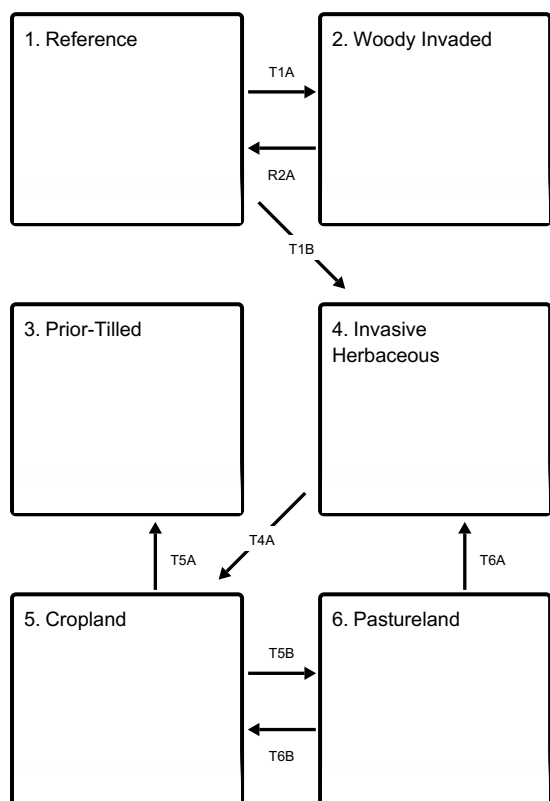 1. Reference
2. Woody Invaded
T1A
R2A
T1B
3. Prior-Tilled
4. Invasive
Herbaceous
T4A
T5A
T6A
5. Cropland
6. Pastureland
T5B
T6B